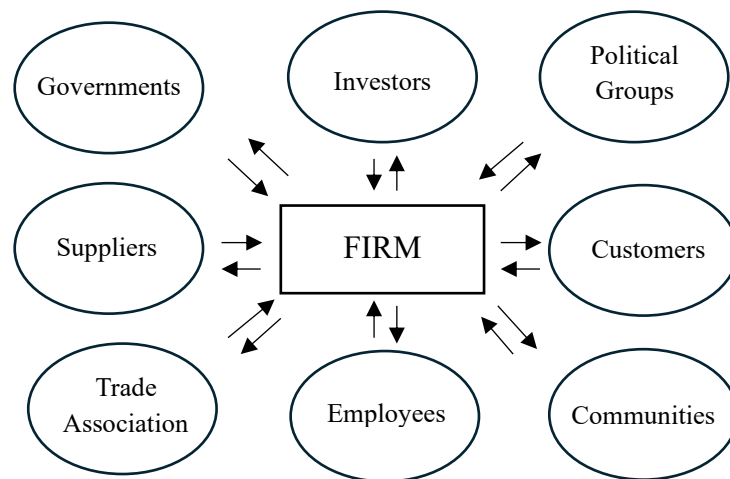 Governments
Investors
Political
Groups
Suppliers
FIRM
Customers
Trade
Association
Employees
Communities